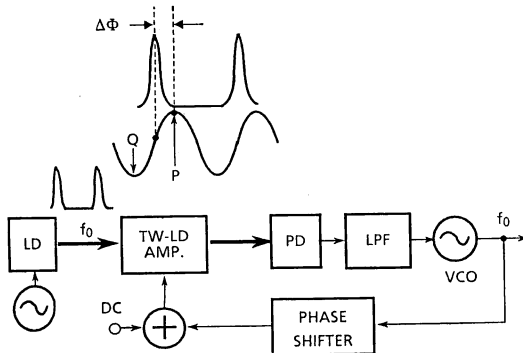 ΔΦ
Q
P
f0
LD
TW-LD
AMP.
PD
LPF
f0
VCO
DC
PHASE
SHIFTER